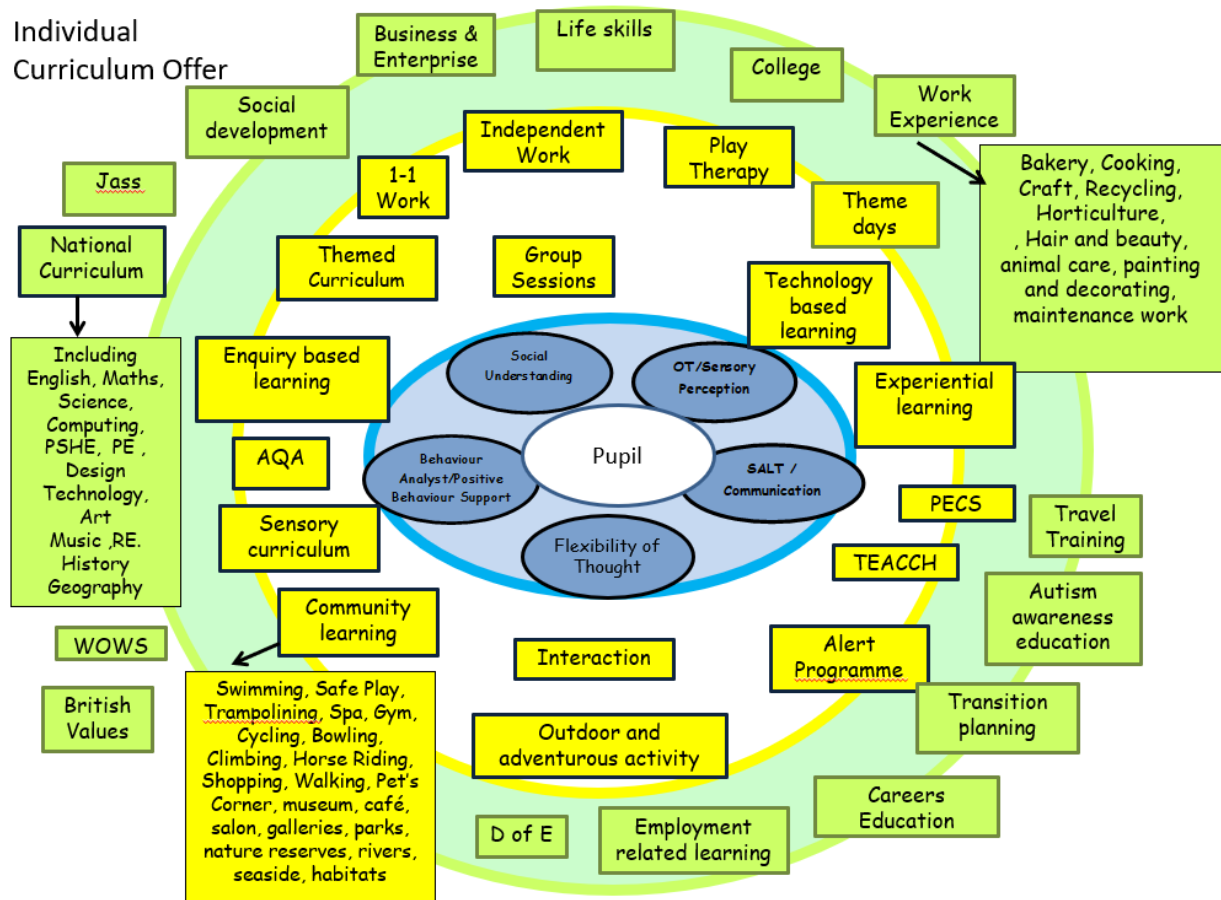 Individual
Curriculum Offer
Business &
Enterprise
Life skills
College
Work
Experience
Social
development
Jass
National
Curriculum
Including
English, Maths,
Science,
Computing,
PSHE, PE ,
Design
Technology,
Art
Music ,RE.
History
Geography
WOWS
British
Values
Bakery, Cooking,
Craft, Recycling,
Horticulture,
, Hair and beauty,
animal care, painting
and decorating,
maintenance work
Independent
Work
Play
Therapy
1-1
Work
Theme
days
Themed
Curriculum
Group
Sessions
Technology
based
learning
Enquiry based
learning
Experiential
learning
AQA
Sensory
curriculum
PECS
TEACCH
Community
learning
Interaction
Alert
Programme
Swimming, Safe Play,
Trampolining, Spa, Gym,
Cycling, Bowling,
Climbing, Horse Riding,
Shopping, Walking, Pet's
Corner, museum, café,
salon, galleries, parks,
nature reserves, rivers,
seaside, habitats
Outdoor and
adventurous activity
Social
Understanding
OT/Sensory
Perception
Pupil
Behaviour
Analyst/Positive
Behaviour Support
SALT /
Communication
Flexibility of
Thought
Travel
Training
Autism
awareness
education
Transition
planning
Careers
Education
Employment
related learning
D of E